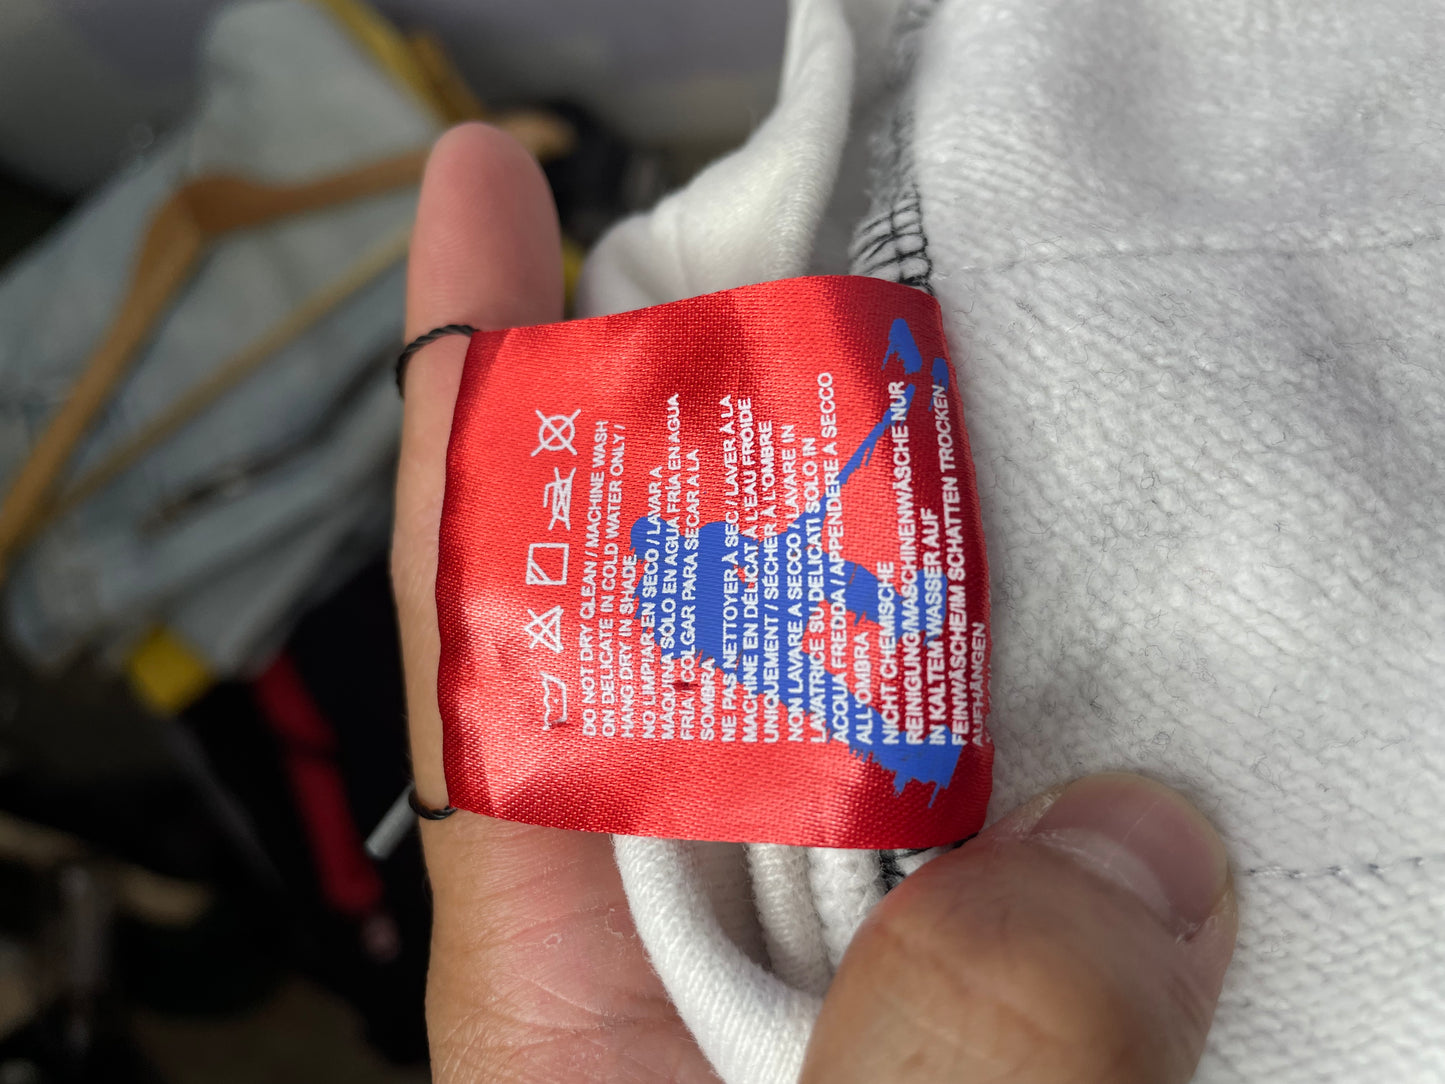 DO NOT DRY CLEAN / MACHINE WASH
ON DELICATE IN COLD WATER ONLY /
HANG DRY IN SHADE
NO LIMPIAR EN SECO / LAVAR A
MÁQUINA SÓLO EN AGUA FRÍA EN AGUA
FRIA / COLGAR PARA SECAR A LA
SOMBRA
NE PAS NETTOYER À SEC / LAVER À LA
MACHINE EN DÉLICAT À L'EAU FROIDE
UNIQUEMENT / SÉCHER À L'OMBRE
NON LAVARE A SECCO / LAVARE IN
LAVATRICE SU DELICATI SOLO IN
ACQUA FREDDA / APPENDERE A SECCO
ALL'OMBRA
NICHT CHEMISCHE
REINIGUNG/MASCHINENWÄSCHE NUR
IN KALTEM WASSER AUF
FEINWÄSCHE/IM SCHATTEN TROCKEN
AUFHÄNGEN